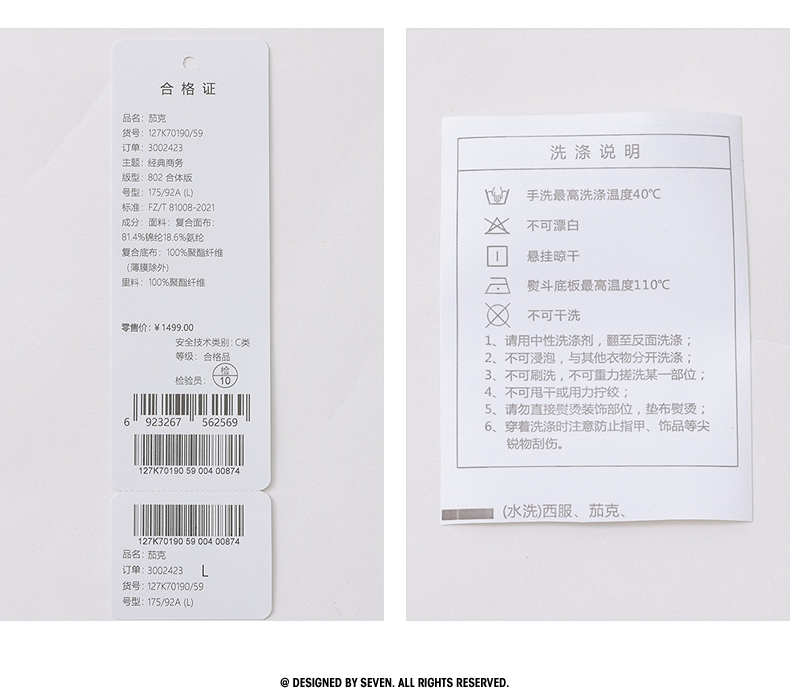 合格证
品名: 茄克
货号: 127K70190/59
订单: 3002423
主题: 经典商务
版型: 802 合体版
号型: 175/92A (L)
标准: FZ/T 81008-2021
成分: 面料: 复合面布:
81.4%锦纶18.6%氨纶
复合底布: 100%聚酯纤维
(薄膜除外)
里料: 100%聚酯纤维
零售价: ¥1499.00
安全技术类别: C类
等级: 合格品
检验员: 检 10
6 923267 562569
127K70190 59 004 00874
127K70190 59 004 00874
品名: 茄克
订单: 3002423 L
货号: 127K70190/59
号型: 175/92A (L)
洗涤说明
手洗最高洗涤温度40℃
不可漂白
悬挂晾干
熨斗底板最高温度110℃
不可干洗
1、请用中性洗涤剂，翻至反面洗涤；
2、不可浸泡，与其他衣物分开洗涤；
3、不可刷洗，不可重力搓洗某一部位；
4、不可甩干或用力拧绞；
5、请勿直接熨烫装饰部位，垫布熨烫；
6、穿着洗涤时注意防止指甲、饰品等尖
锐物刮伤。
(水洗)西服、茄克、
@ DESIGNED BY SEVEN. ALL RIGHTS RESERVED.